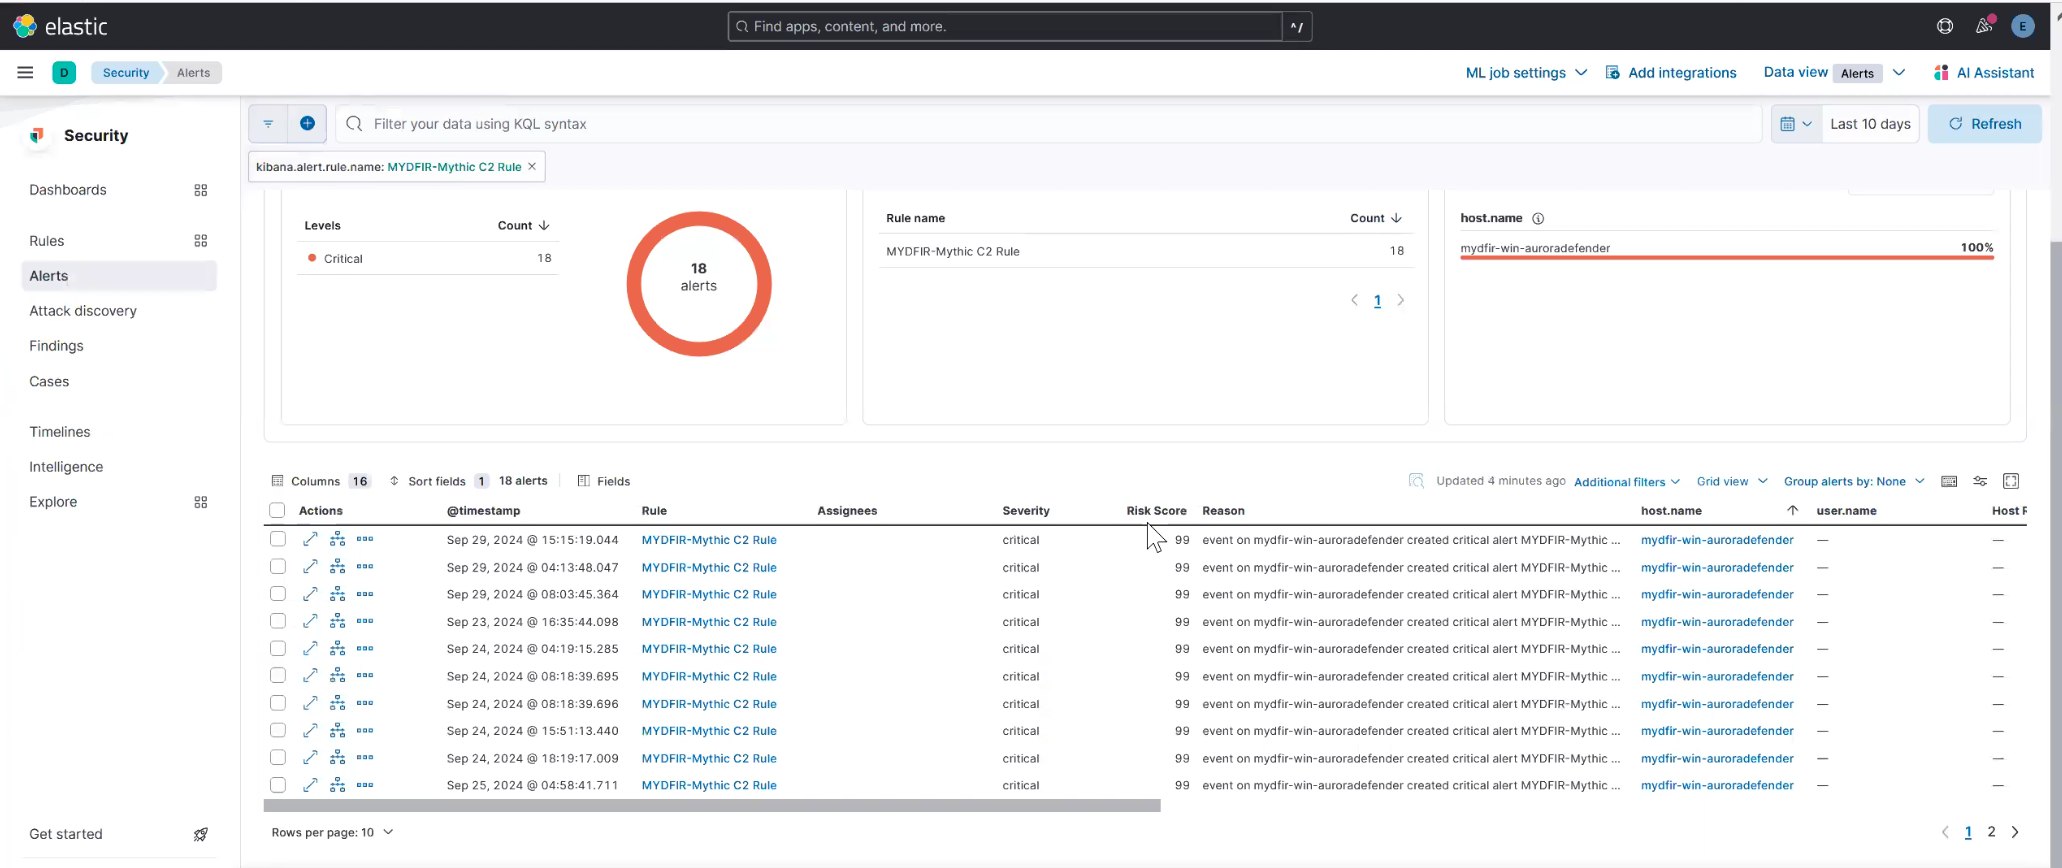 elastic
Find apps, content, and more.
^/
E
D
Security
Alerts
ML job settings
Add integrations
Data view
Alerts
AI Assistant
Security
Dashboards
Rules
Alerts
Attack discovery
Findings
Cases
Timelines
Intelligence
Explore
Get started
Filter your data using KQL syntax
Last 10 days
Refresh
kibana.alert.rule.name: MYDFIR-Mythic C2 Rule ×
Levels Count
Critical 18
18
alerts
Rule name Count
MYDFIR-Mythic C2 Rule 18
1
host.name
mydfir-win-auroradefender 100%
Columns 16 Sort fields 1 18 alerts Fields
Updated 4 minutes ago Additional filters Grid view Group alerts by: None
Actions @timestamp Rule Assignees Severity Risk Score Reason host.name user.name Host R
Sep 29, 2024 @ 15:15:19.044 MYDFIR-Mythic C2 Rule critical 99 event on mydfir-win-auroradefender created critical alert MYDFIR-Mythic ... mydfir-win-auroradefender — —
Sep 29, 2024 @ 04:13:48.047 MYDFIR-Mythic C2 Rule critical 99 event on mydfir-win-auroradefender created critical alert MYDFIR-Mythic ... mydfir-win-auroradefender — —
Sep 29, 2024 @ 08:03:45.364 MYDFIR-Mythic C2 Rule critical 99 event on mydfir-win-auroradefender created critical alert MYDFIR-Mythic ... mydfir-win-auroradefender — —
Sep 23, 2024 @ 16:35:44.098 MYDFIR-Mythic C2 Rule critical 99 event on mydfir-win-auroradefender created critical alert MYDFIR-Mythic ... mydfir-win-auroradefender — —
Sep 24, 2024 @ 04:19:15.285 MYDFIR-Mythic C2 Rule critical 99 event on mydfir-win-auroradefender created critical alert MYDFIR-Mythic ... mydfir-win-auroradefender — —
Sep 24, 2024 @ 08:18:39.695 MYDFIR-Mythic C2 Rule critical 99 event on mydfir-win-auroradefender created critical alert MYDFIR-Mythic ... mydfir-win-auroradefender — —
Sep 24, 2024 @ 08:18:39.696 MYDFIR-Mythic C2 Rule critical 99 event on mydfir-win-auroradefender created critical alert MYDFIR-Mythic ... mydfir-win-auroradefender — —
Sep 24, 2024 @ 15:51:13.440 MYDFIR-Mythic C2 Rule critical 99 event on mydfir-win-auroradefender created critical alert MYDFIR-Mythic ... mydfir-win-auroradefender — —
Sep 24, 2024 @ 18:19:17.009 MYDFIR-Mythic C2 Rule critical 99 event on mydfir-win-auroradefender created critical alert MYDFIR-Mythic ... mydfir-win-auroradefender — —
Sep 25, 2024 @ 04:58:41.711 MYDFIR-Mythic C2 Rule critical 99 event on mydfir-win-auroradefender created critical alert MYDFIR-Mythic ... mydfir-win-auroradefender — —
Rows per page: 10
1 2